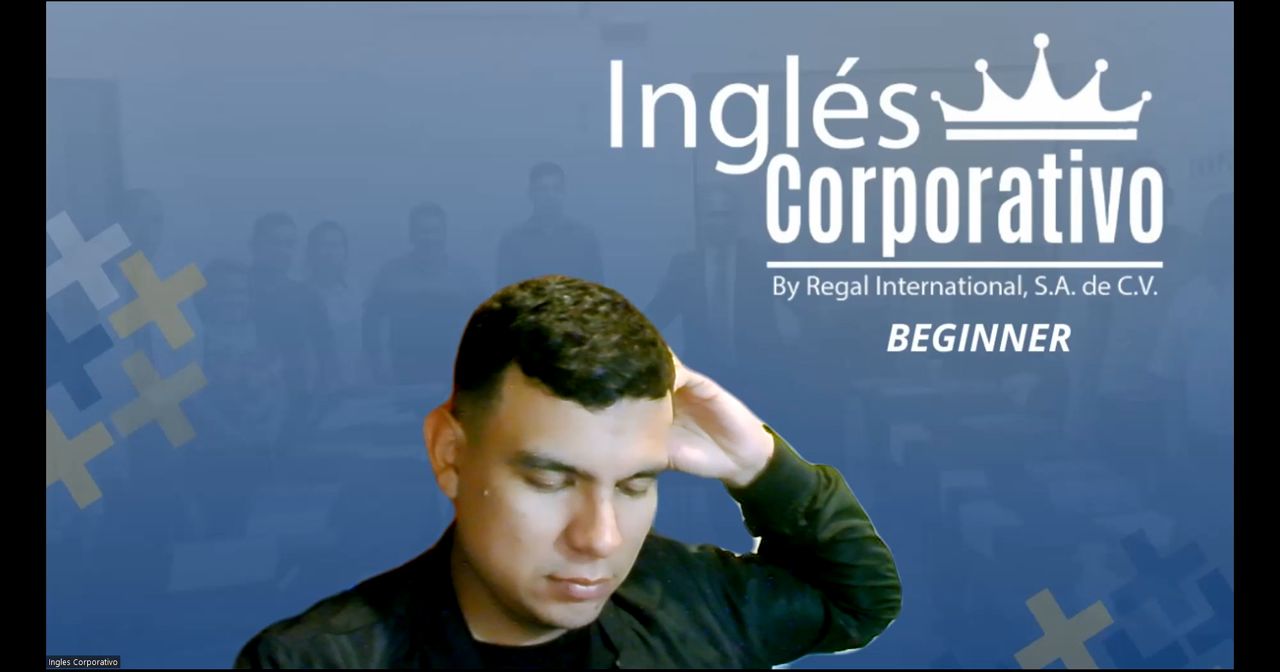 Inglés
Corporativo
By Regal International, S.A. de C.V.
BEGINNER
Ingles Corporativo